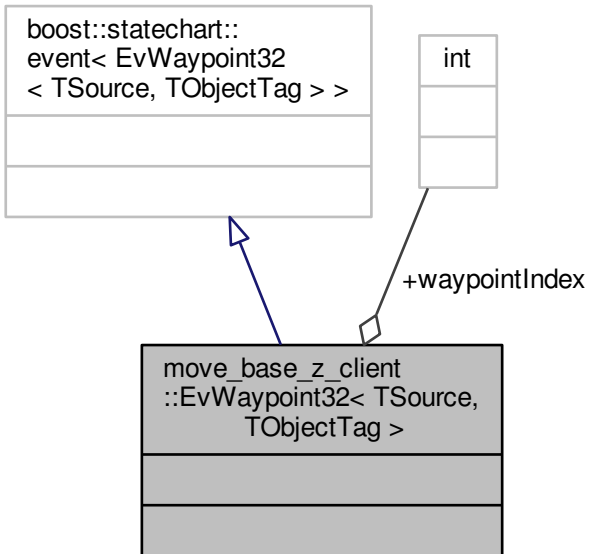 boost::statechart::
event< EvWaypoint32
< TSource, TObjectTag > >
int
+waypointIndex
move_base_z_client
::EvWaypoint32< TSource,
TObjectTag >